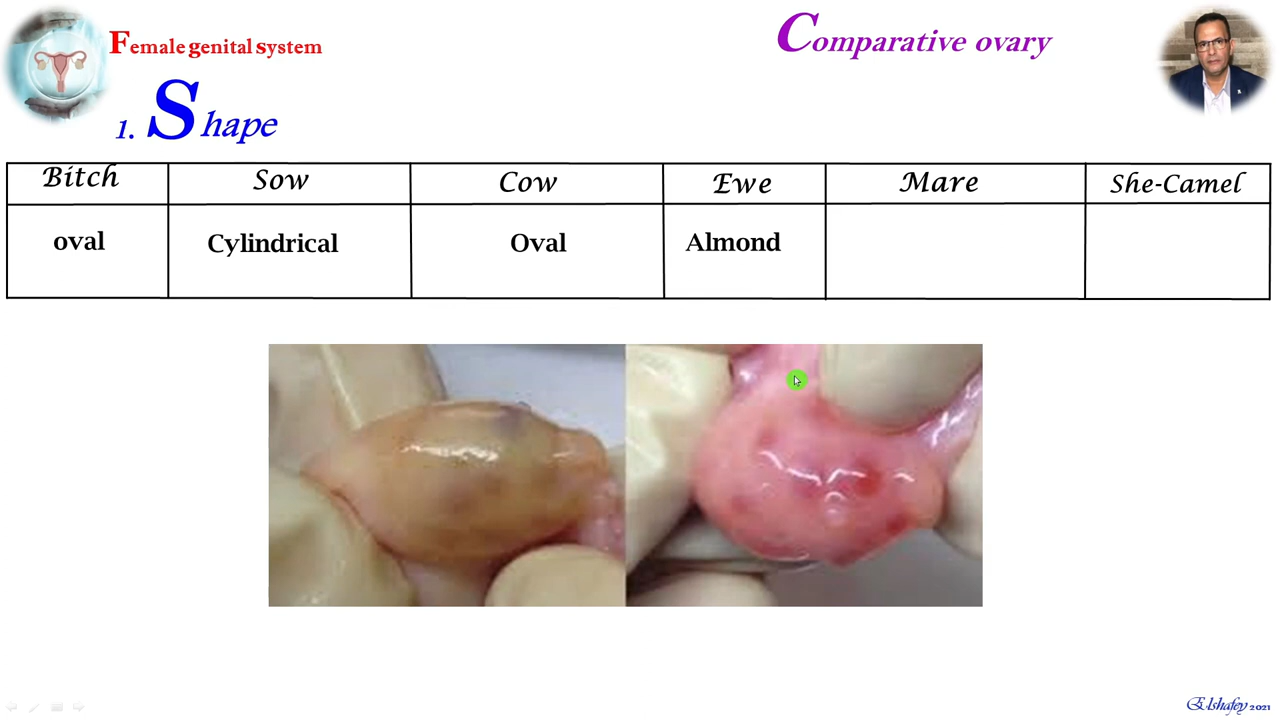 Female genital system
Comparative ovary
1. Shape
Bitch Sow Cow Ewe Mare She-Camel
oval Cylindrical Oval Almond
Elshafey 2021